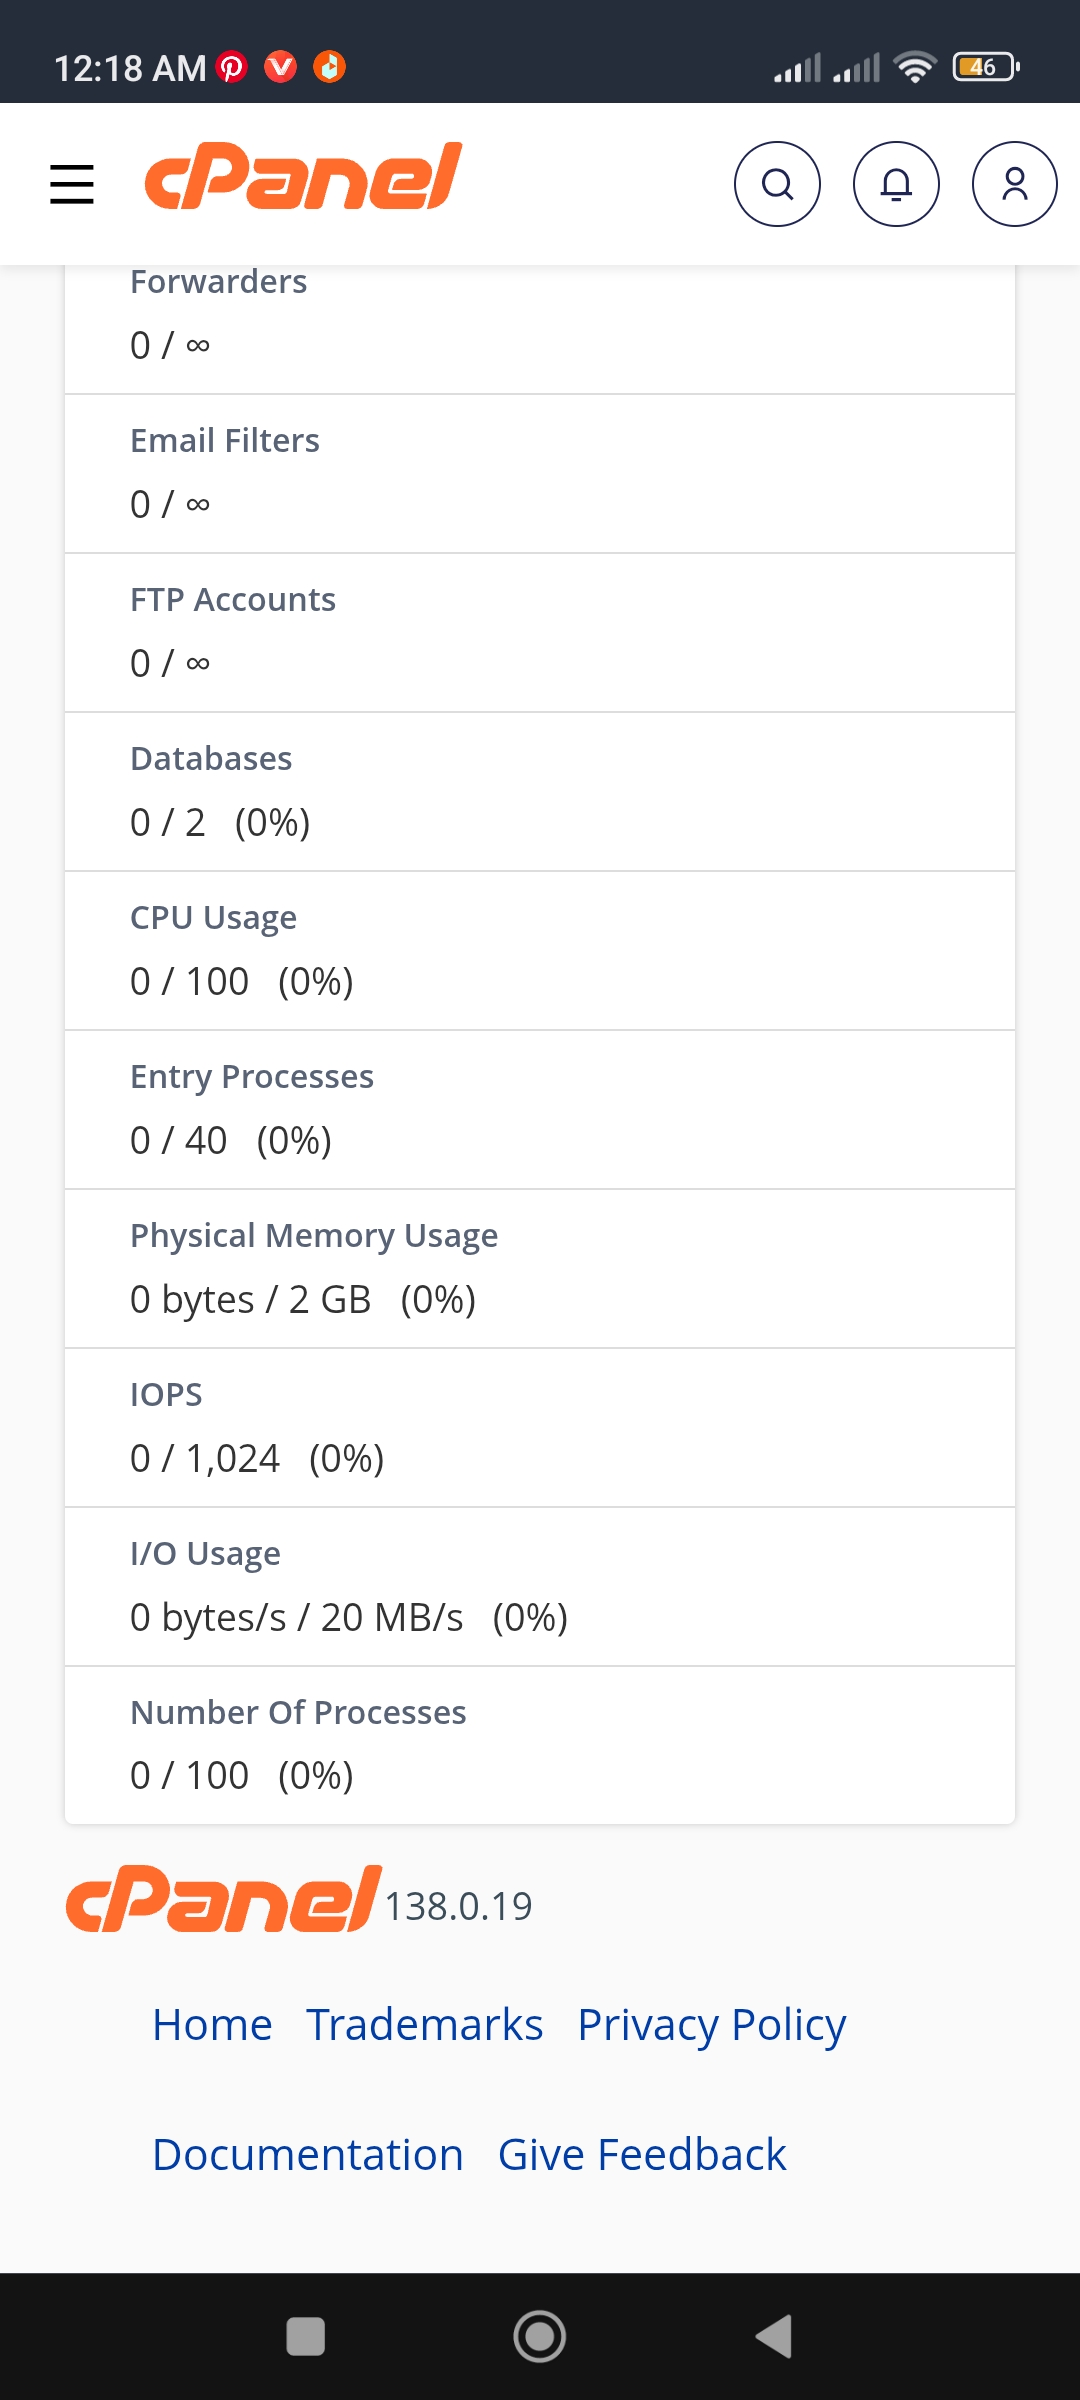 12:18 AM
46
cPanel
Forwarders
0 / ∞
Email Filters
0 / ∞
FTP Accounts
0 / ∞
Databases
0 / 2 (0%)
CPU Usage
0 / 100 (0%)
Entry Processes
0 / 40 (0%)
Physical Memory Usage
0 bytes / 2 GB (0%)
IOPS
0 / 1,024 (0%)
I/O Usage
0 bytes/s / 20 MB/s (0%)
Number Of Processes
0 / 100 (0%)
cPanel 138.0.19
Home Trademarks Privacy Policy
Documentation Give Feedback